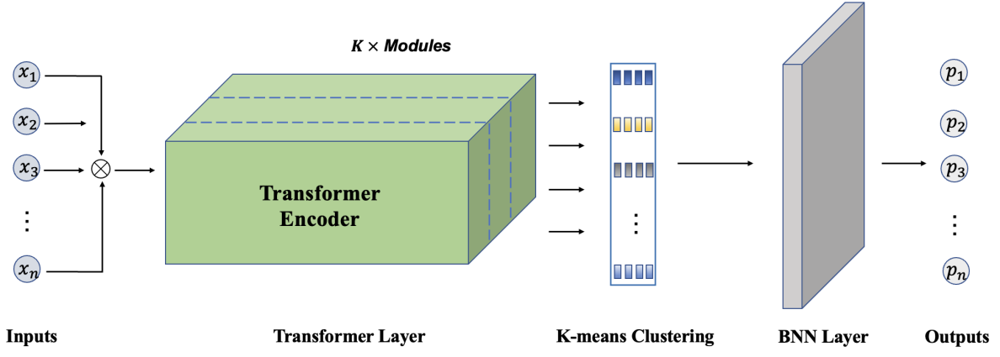 K × Modules
x₁
x₂
x₃
⋮
xₙ
Transformer
Encoder
⋮
p₁
p₂
p₃
⋮
pₙ
Inputs
Transformer Layer
K-means Clustering
BNN Layer
Outputs